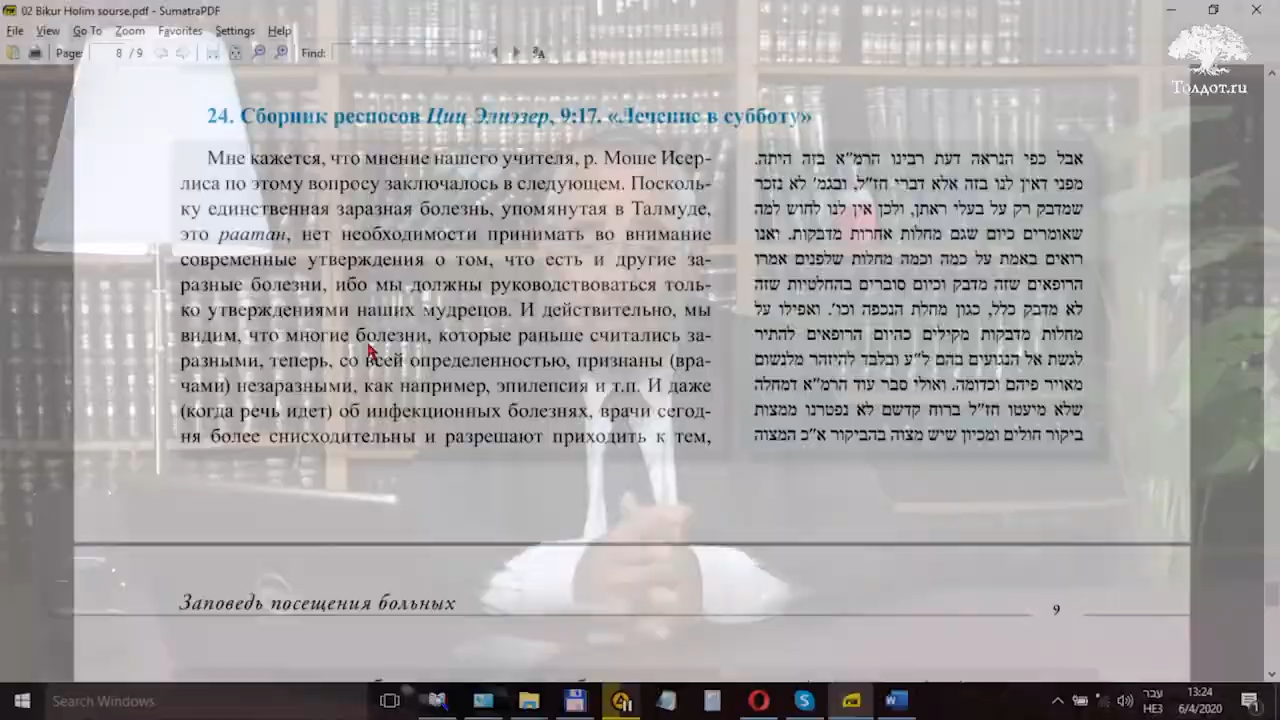 02 Bikur Holim sourse.pdf - SumatraPDF
File View Go To Zoom Favorites Settings Help
Page: 8 / 9 Find:
Толдот.ru
24. Сборник респосов Циц Элиэзер, 9:17. «Лечение в субботу»
Мне кажется, что мнение нашего учителя, р. Моше Исер-
лиса по этому вопросу заключалось в следующем. Посколь-
ку единственная заразная болезнь, упомянутая в Талмуде,
это раатан, нет необходимости принимать во внимание
современные утверждения о том, что есть и другие за-
разные болезни, ибо мы должны руководствоваться толь-
ко утверждениями наших мудрецов. И действительно, мы
видим, что многие болезни, которые раньше считались за-
разными, теперь, со всей определенностью, признаны (вра-
чами) незаразными, как например, эпилепсия и т.п. И даже
(когда речь идет) об инфекционных болезнях, врачи сегод-
ня более снисходительны и разрешают приходить к тем,
אבל כפי הנראה דעת רבינו הרמ״א בזה היתה.
מפני דאין לנו בזה אלא דברי חז״ל. ובגמ׳ לא נזכר
שמדבק רק על בעלי ראתן, ולכן אין לנו לחוש למה
שאומרים כיום שגם מחלות אחרות מדבקות. ואנו
רואים באמת על כמה וכמה מחלות שלפנים אמרו
הרופאים שזה מדבק וכיום סוברים בהחלטיות שזה
לא מדבק כלל, כגון מחלת הנכפה וכו׳. ואפילו על
מחלות מדבקות מקילים כהיום הרופאים להתיר
לגשת אל הנגועים בהם ל״ע ובלבד להיזהר מלנשום
מאויר פיהם וכדומה. ואולי סבר עוד הרמ״א דמחלה
שלא מיעטו חז״ל ברוח קדשם לא נפטרנו ממצות
ביקור חולים ומכיון שיש מצוה בהביקור א״כ המצוה
Заповедь посещения больных 9
Search Windows
עבר 13:24
HE3 6/4/2020